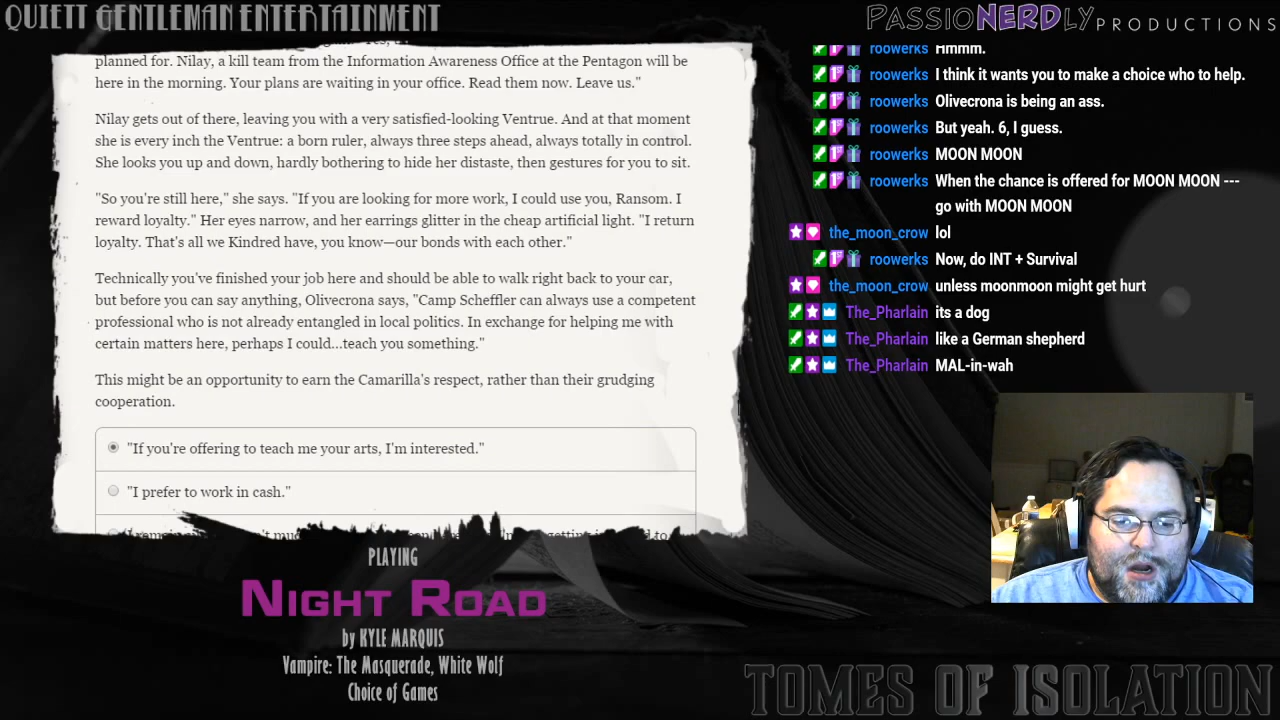 QUIETT GENTLEMAN ENTERTAINMENT
PASSIONERDLY PRODUCTIONS
planned for. Nilay, a kill team from the Information Awareness Office at the Pentagon will be
here in the morning. Your plans are waiting in your office. Read them now. Leave us."
Nilay gets out of there, leaving you with a very satisfied-looking Ventrue. And at that moment
she is every inch the Ventrue: a born ruler, always three steps ahead, always totally in control.
She looks you up and down, hardly bothering to hide her distaste, then gestures for you to sit.
"So you're still here," she says. "If you are looking for more work, I could use you, Ransom. I
reward loyalty." Her eyes narrow, and her earrings glitter in the cheap artificial light. "I return
loyalty. That's all we Kindred have, you know—our bonds with each other."
Technically you've finished your job here and should be able to walk right back to your car,
but before you can say anything, Olivecrona says, "Camp Scheffler can always use a competent
professional who is not already entangled in local politics. In exchange for helping me with
certain matters here, perhaps I could...teach you something."
This might be an opportunity to earn the Camarilla's respect, rather than their grudging
cooperation.
"If you're offering to teach me your arts, I'm interested."
"I prefer to work in cash."
PLAYING
NIGHT ROAD
by KYLE MARQUIS
Vampire: The Masquerade, White Wolf
Choice of Games
roowerks Hmmm.
roowerks I think it wants you to make a choice who to help.
roowerks Olivecrona is being an ass.
roowerks But yeah. 6, I guess.
roowerks MOON MOON
roowerks When the chance is offered for MOON MOON ---
go with MOON MOON
the_moon_crow lol
roowerks Now, do INT + Survival
the_moon_crow unless moonmoon might get hurt
The_Pharlain its a dog
The_Pharlain like a German shepherd
The_Pharlain MAL-in-wah
TOMES OF ISOLATION